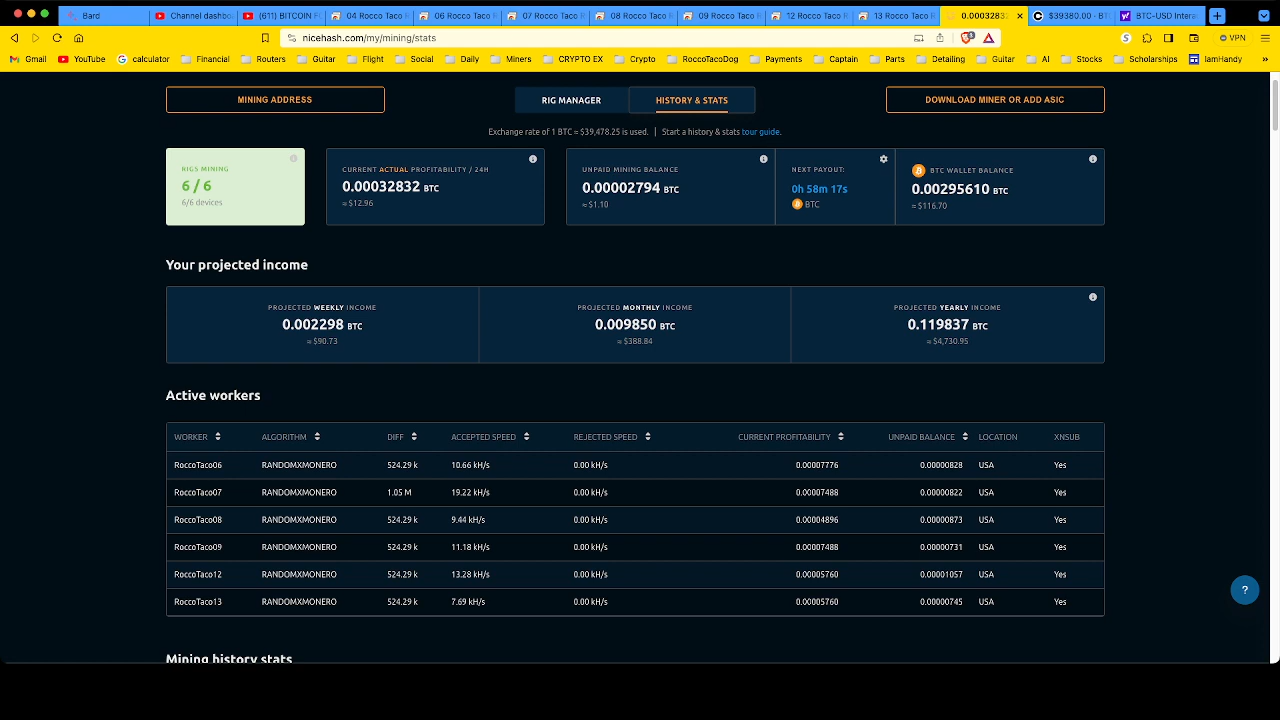 Bard
Channel dashbo
(611) BITCOIN F
04 Rocco Taco R
06 Rocco Taco R
07 Rocco Taco R
08 Rocco Taco R
09 Rocco Taco R
12 Rocco Taco R
13 Rocco Taco R
0.0003283
$39380.00 - BT
BTC-USD Intera
nicehash.com/my/mining/stats
VPN
Gmail
YouTube
calculator
Financial
Routers
Guitar
Flight
Social
Daily
Miners
CRYPTO EX
Crypto
RoccoTacoDog
Payments
Captain
Parts
Detailing
Guitar
AI
Stocks
Scholarships
IamHandy
MINING ADDRESS
RIG MANAGER
HISTORY & STATS
DOWNLOAD MINER OR ADD ASIC
Exchange rate of 1 BTC ≈ $39,478.25 is used. | Start a history & stats tour guide.
RIGS MINING
6 / 6
6/6 devices
CURRENT ACTUAL PROFITABILITY / 24H
0.00032832 BTC
≈ $12.96
UNPAID MINING BALANCE
0.00002794 BTC
≈ $1.10
NEXT PAYOUT:
0h 58m 17s
BTC
BTC WALLET BALANCE
0.00295610 BTC
≈ $116.70
Your projected income
PROJECTED WEEKLY INCOME
0.002298 BTC
≈ $90.73
PROJECTED MONTHLY INCOME
0.009850 BTC
≈ $388.84
PROJECTED YEARLY INCOME
0.119837 BTC
≈ $4,730.95
Active workers
WORKER ALGORITHM DIFF ACCEPTED SPEED REJECTED SPEED CURRENT PROFITABILITY UNPAID BALANCE LOCATION XNSUB
RoccoTaco06 RANDOMXMONERO 524.29 k 10.66 kH/s 0.00 kH/s 0.00007776 0.00000828 USA Yes
RoccoTaco07 RANDOMXMONERO 1.05 M 19.22 kH/s 0.00 kH/s 0.00007488 0.00000822 USA Yes
RoccoTaco08 RANDOMXMONERO 524.29 k 9.44 kH/s 0.00 kH/s 0.00004896 0.00000873 USA Yes
RoccoTaco09 RANDOMXMONERO 524.29 k 11.18 kH/s 0.00 kH/s 0.00007488 0.00000731 USA Yes
RoccoTaco12 RANDOMXMONERO 524.29 k 13.28 kH/s 0.00 kH/s 0.00005760 0.00001057 USA Yes
RoccoTaco13 RANDOMXMONERO 524.29 k 7.69 kH/s 0.00 kH/s 0.00005760 0.00000745 USA Yes
?
Mining history stats